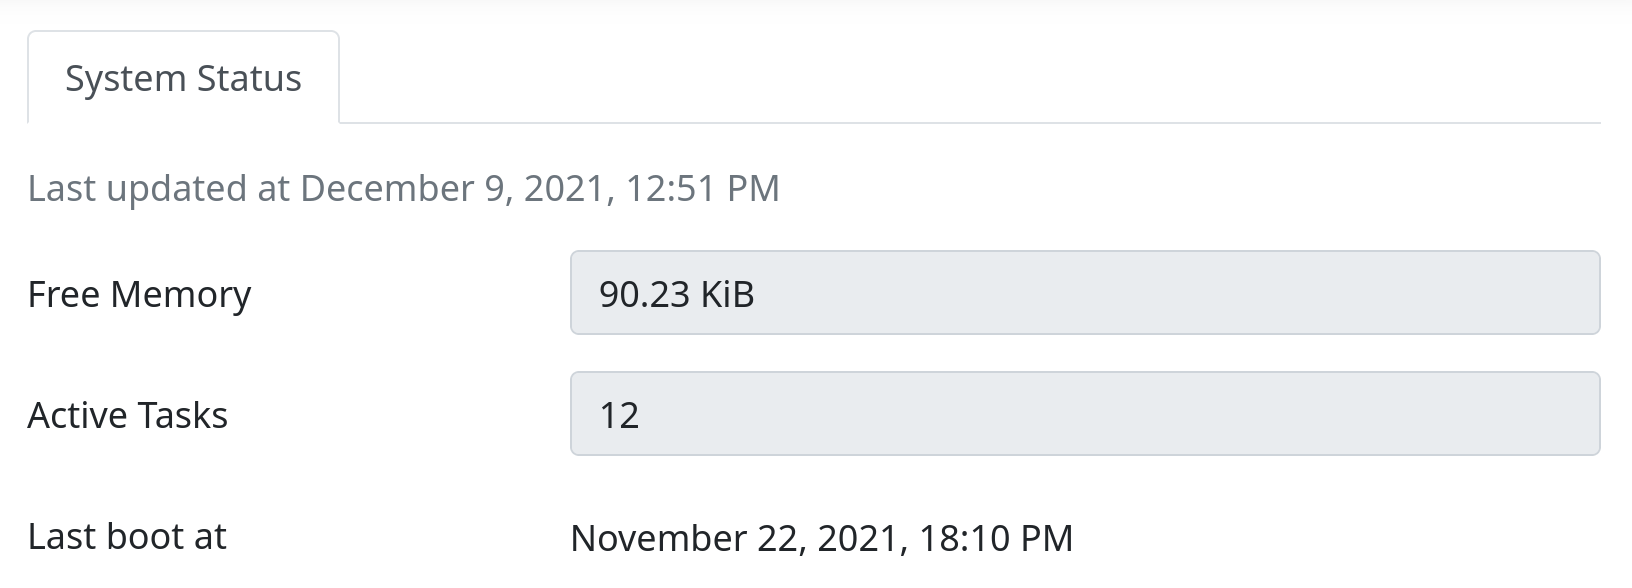 System Status
Last updated at December 9, 2021, 12:51 PM
Free Memory 90.23 KiB
Active Tasks 12
Last boot at November 22, 2021, 18:10 PM